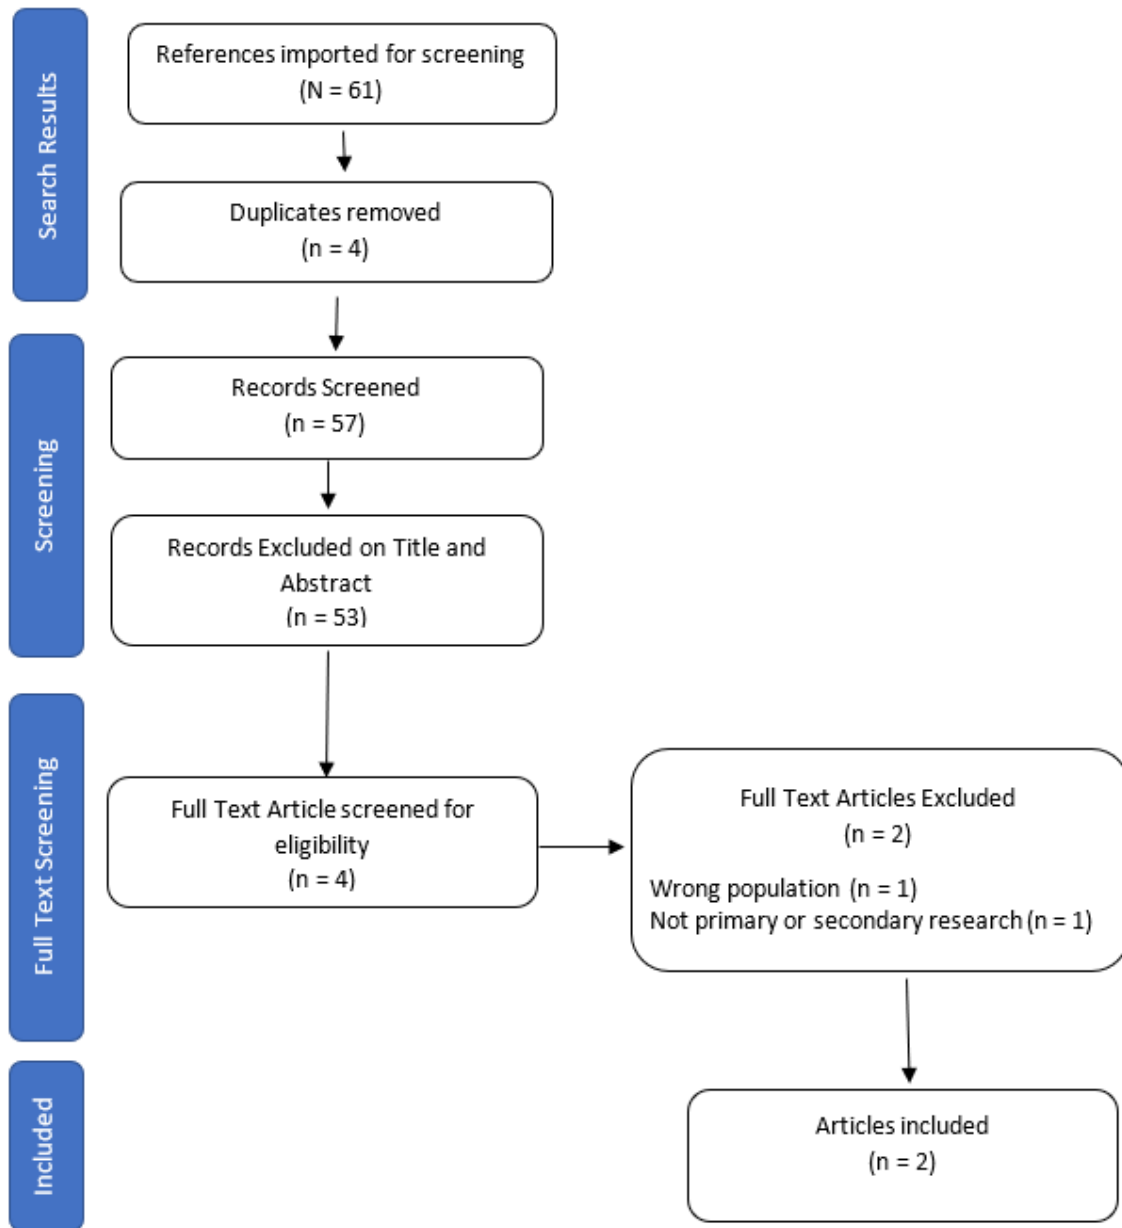 Search Results
References imported for screening
(N = 61)
Duplicates removed
(n = 4)
Screening
Records Screened
(n = 57)
Records Excluded on Title and
Abstract
(n = 53)
Full Text Screening
Full Text Article screened for
eligibility
(n = 4)
Full Text Articles Excluded
(n = 2)
Wrong population (n = 1)
Not primary or secondary research (n = 1)
Included
Articles included
(n = 2)